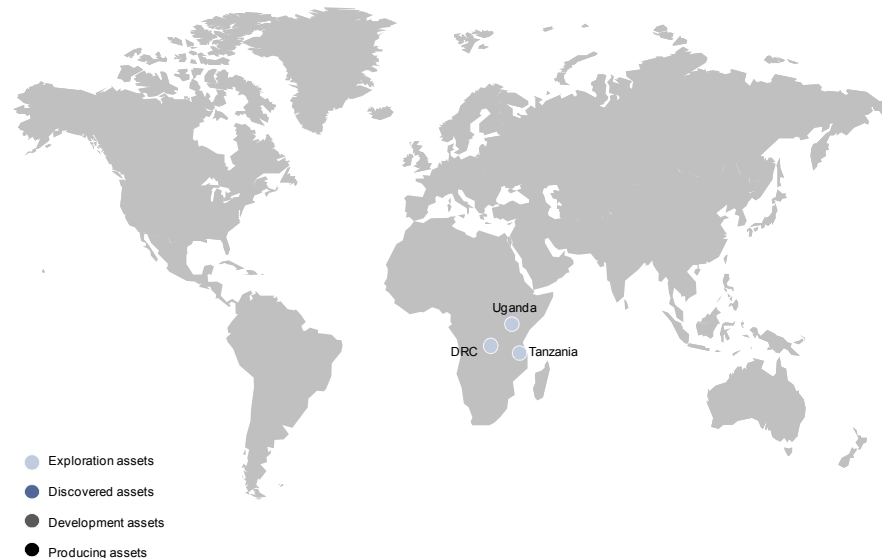 Uganda
DRC
Tanzania
Exploration assets
Discovered assets
Development assets
Producing assets